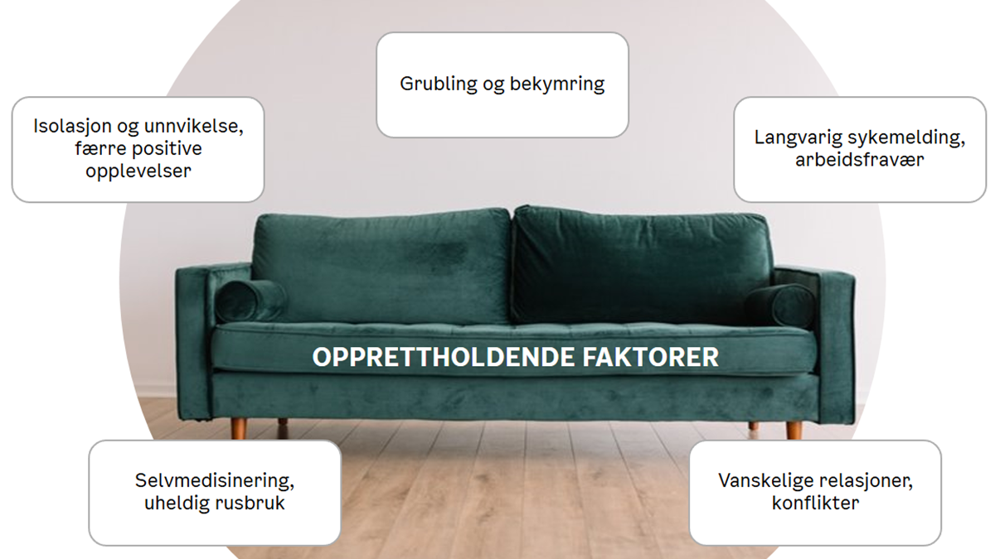 Grubling og bekymring
Isolasjon og unnvikelse,
færre positive
opplevelser
Langvarig sykemelding,
arbeidsfravær
OPPRETTHOLDENDE FAKTORER
Selvmedisinering,
uheldig rusbruk
Vanskelige relasjoner,
konflikter